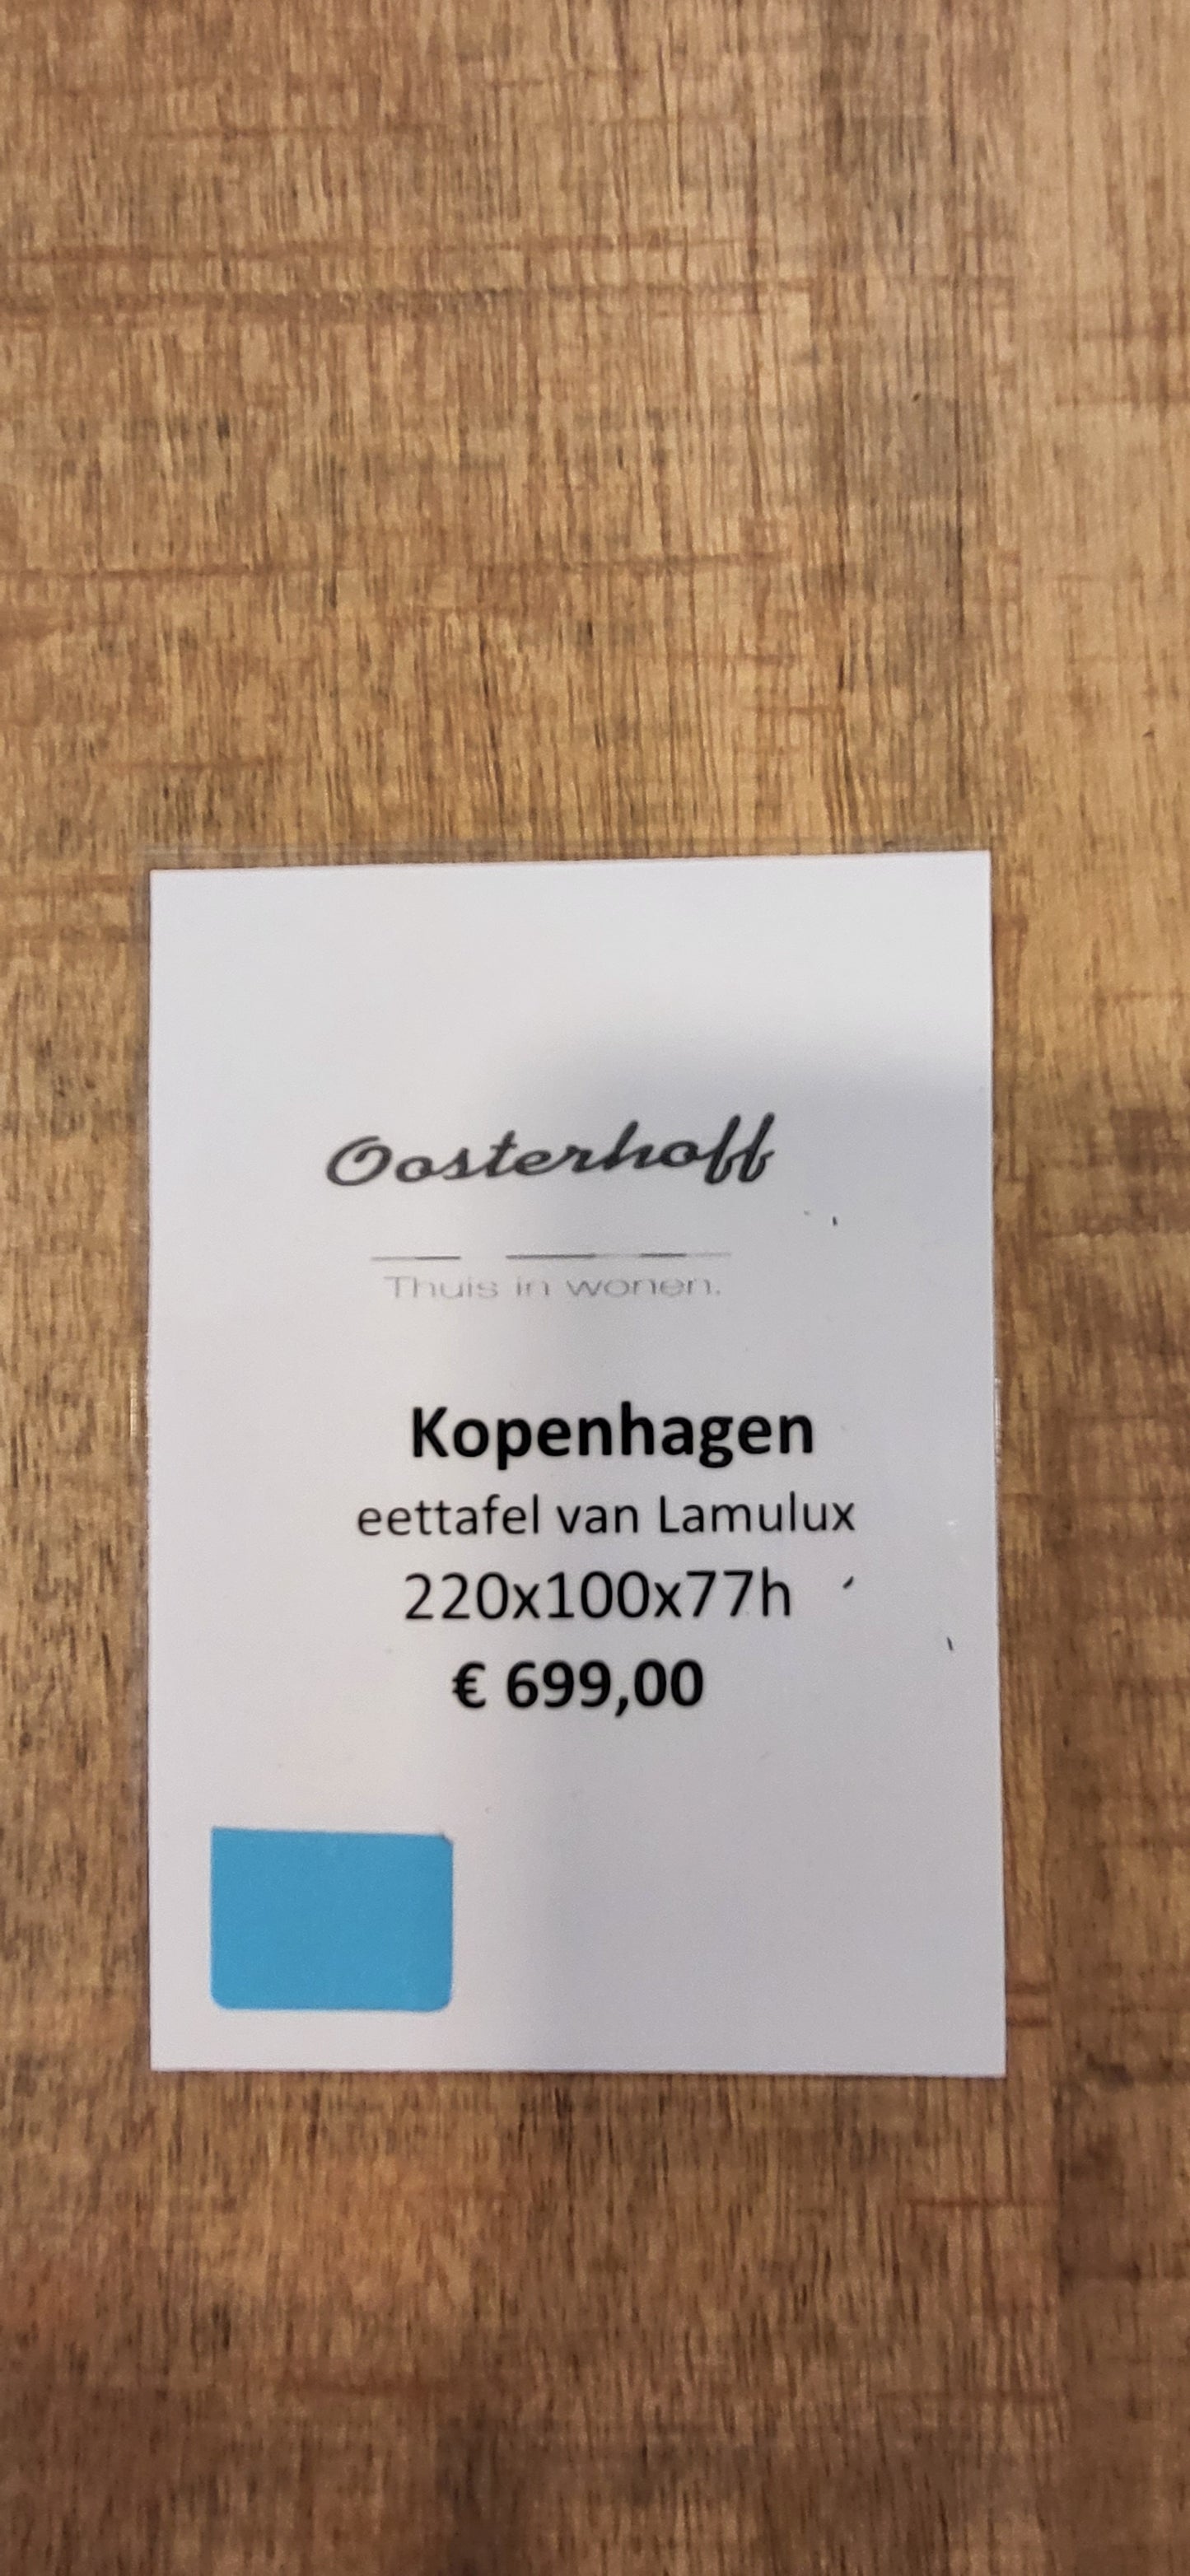 Oosterhoff
Thuis in wonen.
Kopenhagen
eettafel van Lamulux
220x100x77h
€ 699,00